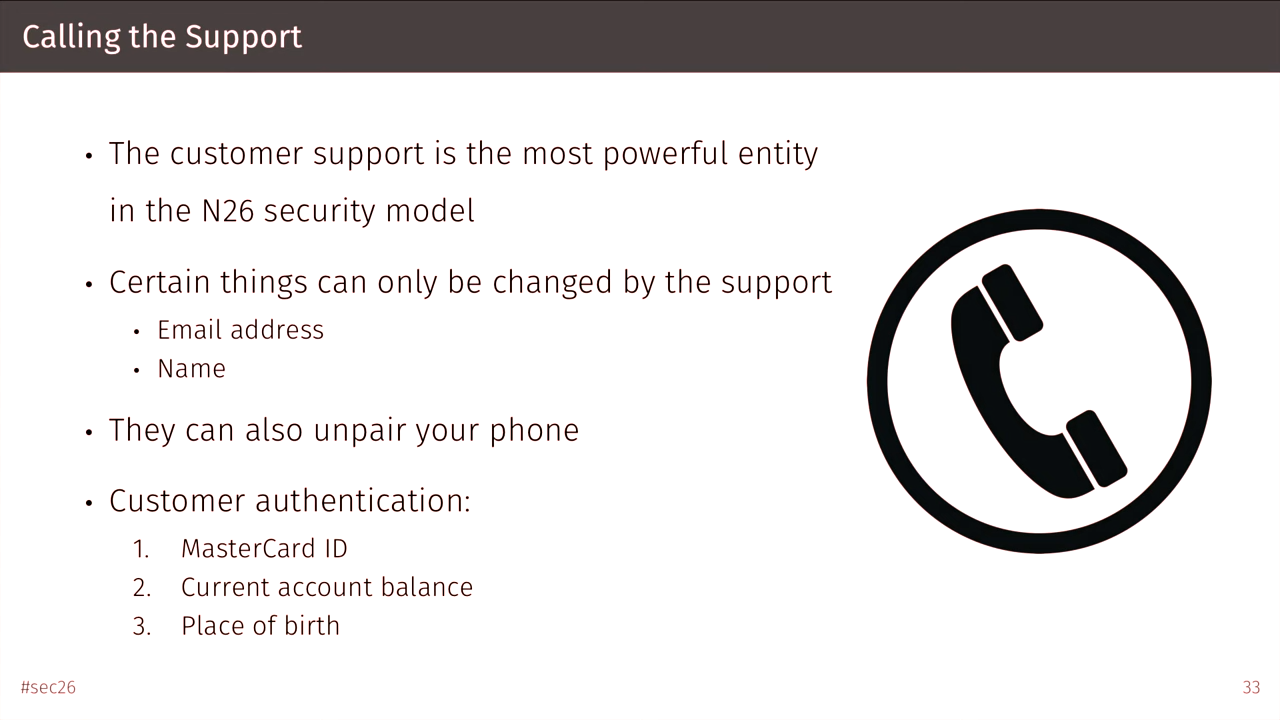 Calling the Support
• The customer support is the most powerful entity
in the N26 security model
• Certain things can only be changed by the support
• Email address
• Name
• They can also unpair your phone
• Customer authentication:
1. MasterCard ID
2. Current account balance
3. Place of birth
#sec26
33